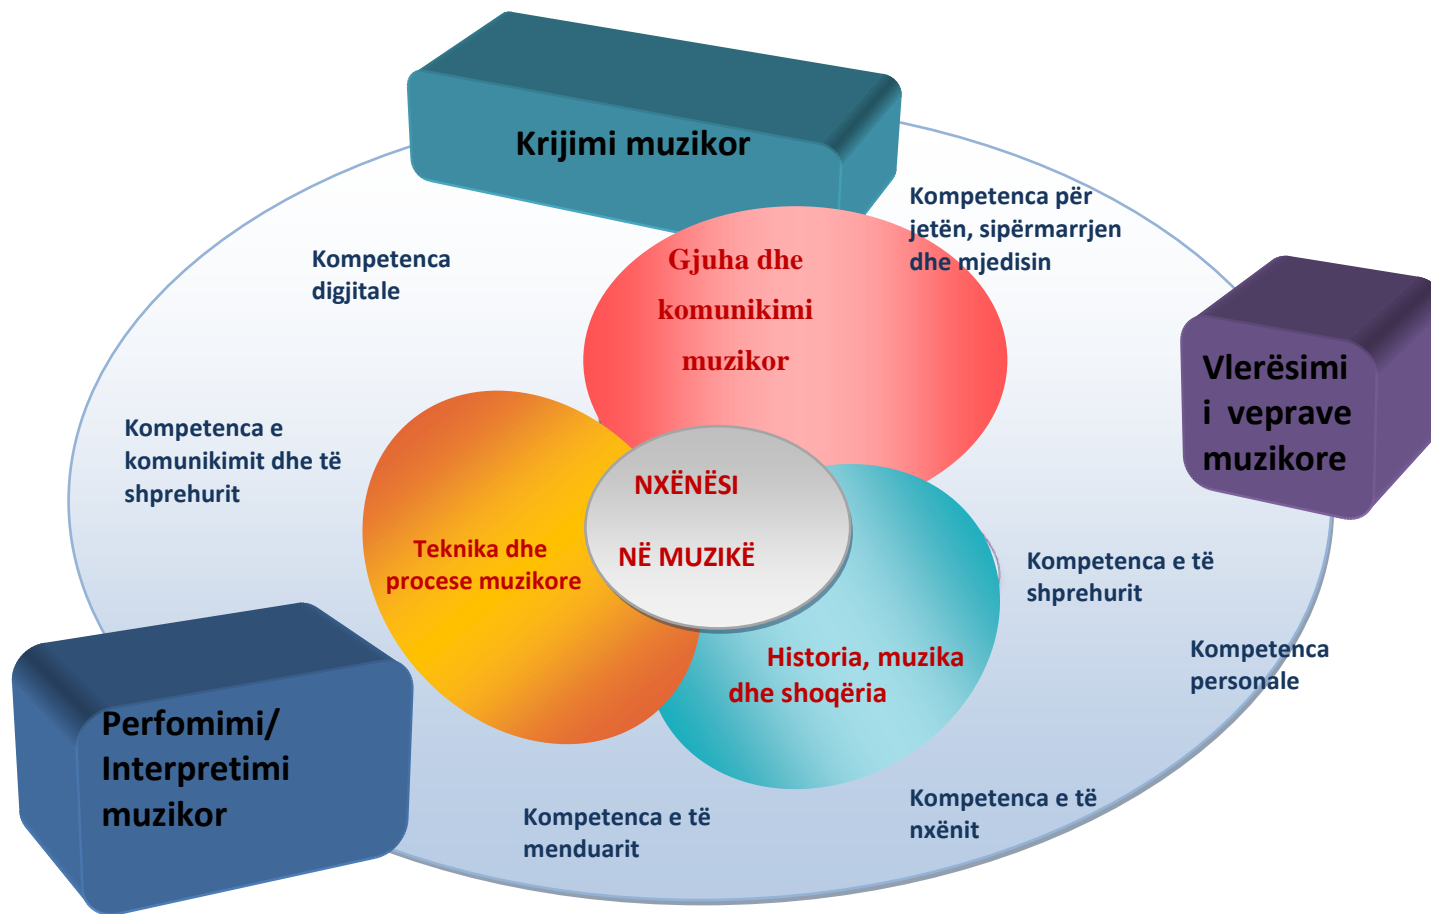 Krijimi muzikor
Kompetenca për
jetën, sipërmarrjen
dhe mjedisin
Kompetenca
digjitale
Gjuha dhe
komunikimi
muzikor
Vlerësimi
i veprave
muzikore
Kompetenca e
komunikimit dhe të
shprehurit
NXËNËSI
NË MUZIKË
Teknika dhe
procese muzikore
Kompetenca e të
shprehurit
Historia, muzika
dhe shoqëria
Kompetenca
personale
Perfomimi/
Interpretimi
muzikor
Kompetenca e të
menduarit
Kompetenca e të
nxënit